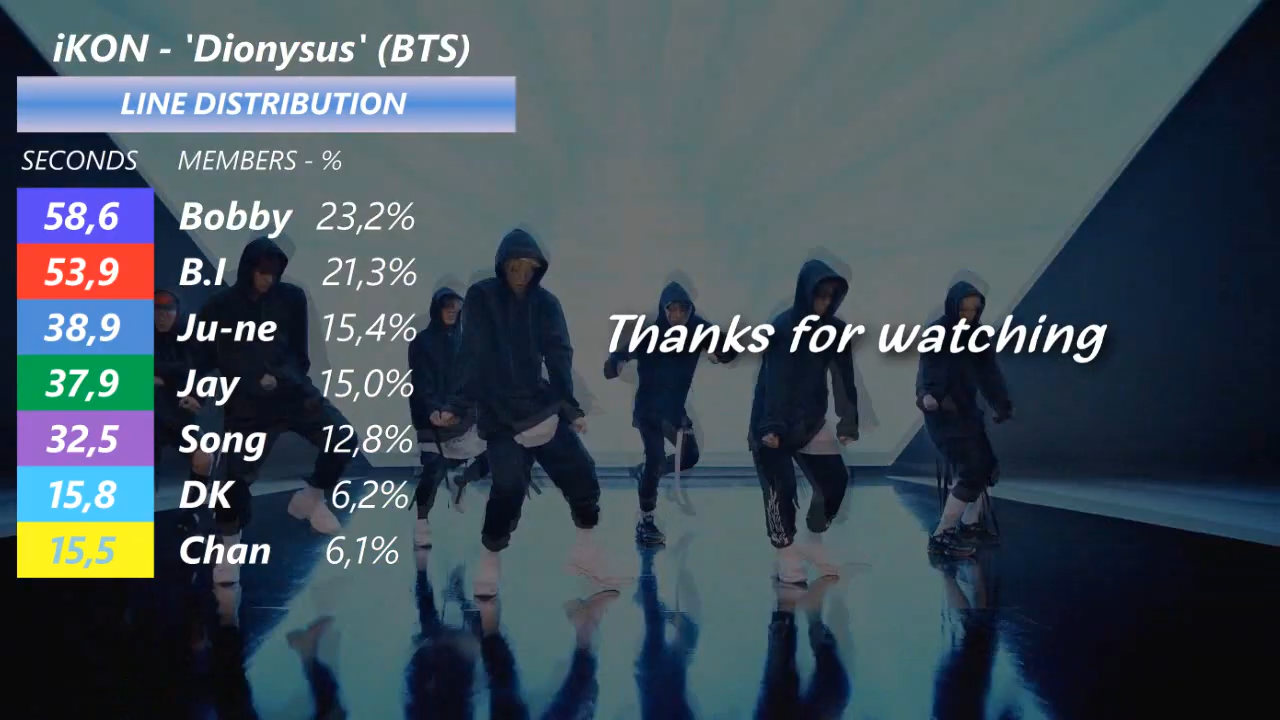 iKON - 'Dionysus' (BTS)
LINE DISTRIBUTION
SECONDS MEMBERS - %
58,6 Bobby 23,2%
53,9 B.I 21,3%
38,9 Ju-ne 15,4%
37,9 Jay 15,0%
32,5 Song 12,8%
15,8 DK 6,2%
15,5 Chan 6,1%
Thanks for watching